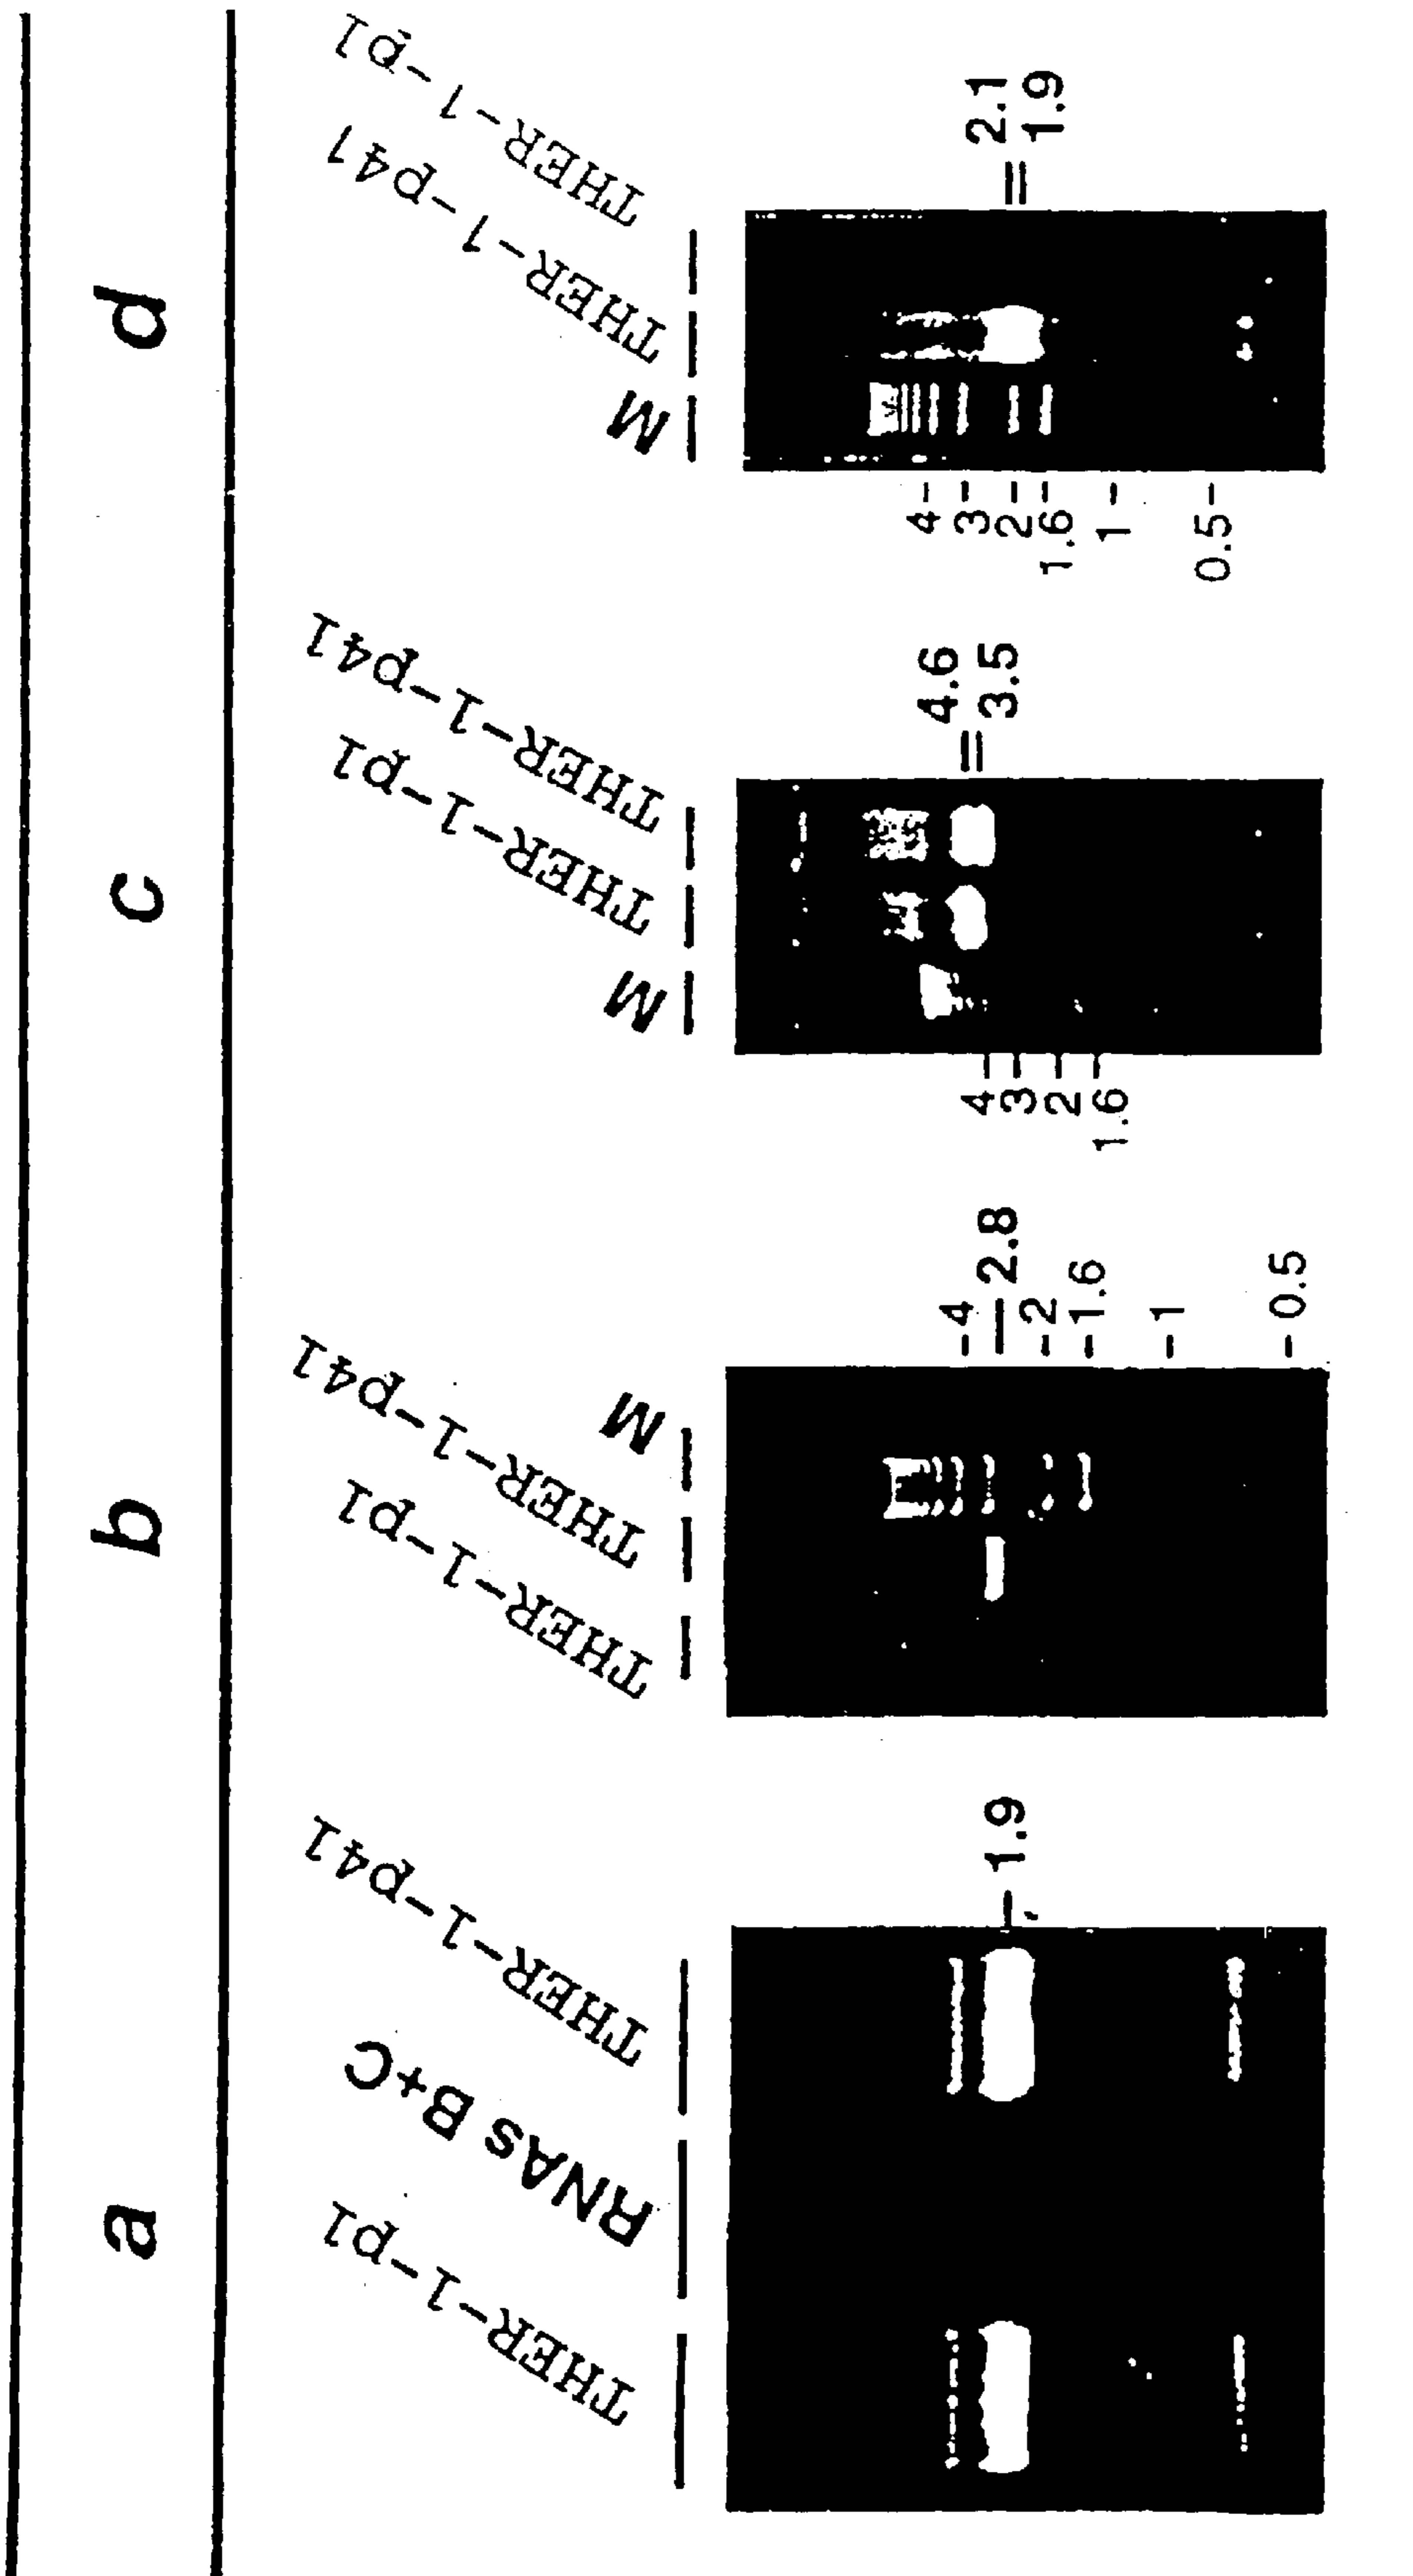 a
b
c
d
THER-1-p1
RNAs B+C
THER-1-p41
1.9
THER-1-p1
THER-1-p41
M
4
2.8
2
1.6
1
0.5
M
THER-1-p1
THER-1-p41
4
3
2
1.6
4.6
3.5
M
THER-1-p41
THER-1-p1
4
3
2
1.6
1
0.5
2.1
1.9